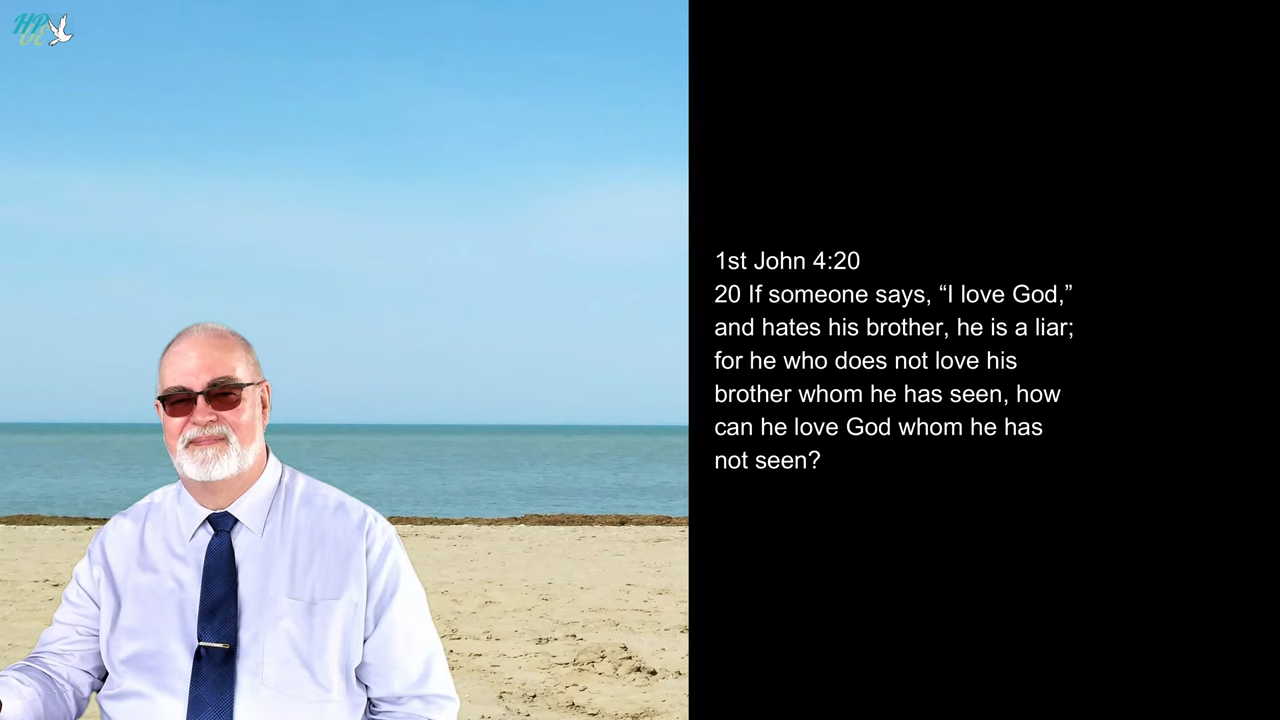 HP
1st John 4:20
20 If someone says, “I love God,”
and hates his brother, he is a liar;
for he who does not love his
brother whom he has seen, how
can he love God whom he has
not seen?